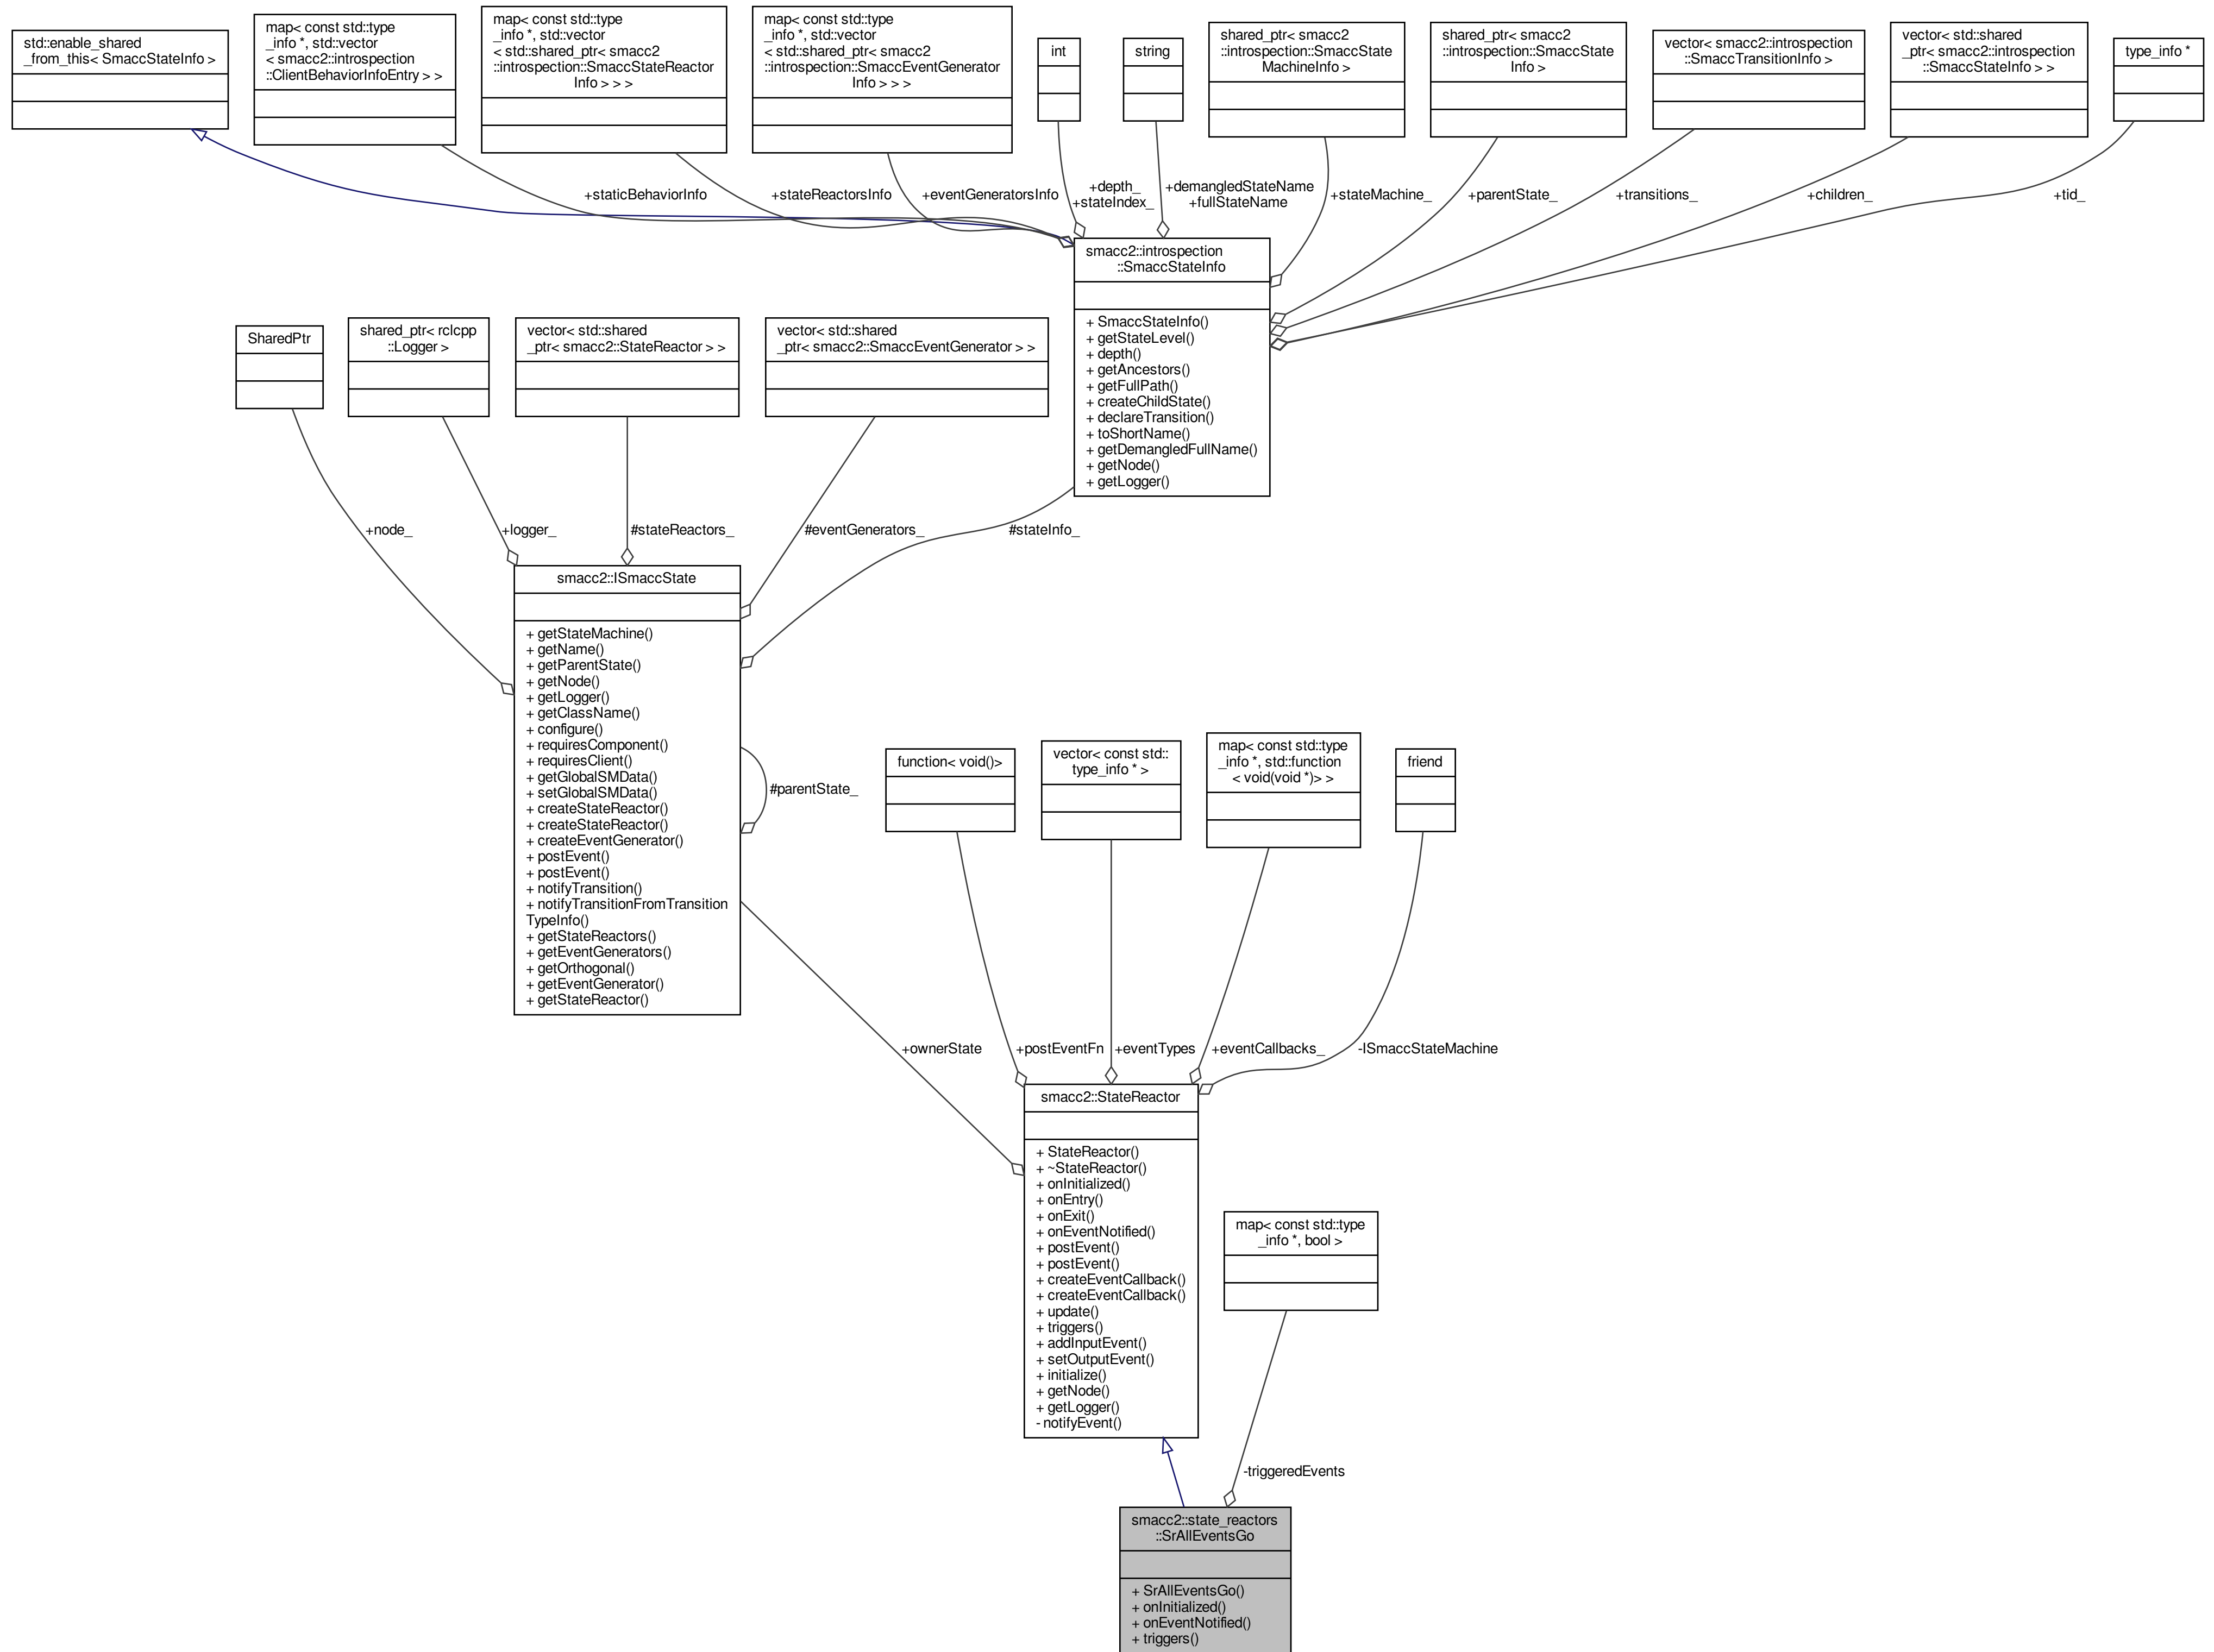 std::enable_shared
_from_this< SmaccStateInfo >
map< const std::type
_info *, std::vector
< smacc2::introspection
::ClientBehaviorInfoEntry > >
map< const std::type
_info *, std::vector
< std::shared_ptr< smacc2
::introspection::SmaccStateReactor
Info > > >
map< const std::type
_info *, std::vector
< std::shared_ptr< smacc2
::introspection::SmaccEventGenerator
Info > > >
int
string
shared_ptr< smacc2
::introspection::SmaccState
MachineInfo >
shared_ptr< smacc2
::introspection::SmaccState
Info >
vector< smacc2::introspection
::SmaccTransitionInfo >
vector< std::shared
_ptr< smacc2::introspection
::SmaccStateInfo > >
type_info *
+staticBehaviorInfo
+stateReactorsInfo
+eventGeneratorsInfo
+depth_
+stateIndex_
+demangledStateName
+fullStateName
+stateMachine_
+parentState_
+transitions_
+children_
+tid_
smacc2::introspection
::SmaccStateInfo
+ SmaccStateInfo()
+ getStateLevel()
+ depth()
+ getAncestors()
+ getFullPath()
+ createChildState()
+ declareTransition()
+ toShortName()
+ getDemangledFullName()
+ getNode()
+ getLogger()
SharedPtr
shared_ptr< rclcpp
::Logger >
vector< std::shared
_ptr< smacc2::StateReactor > >
vector< std::shared
_ptr< smacc2::SmaccEventGenerator > >
+node_
+logger_
#stateReactors_
#eventGenerators_
#stateInfo_
smacc2::ISmaccState
+ getStateMachine()
+ getName()
+ getParentState()
+ getNode()
+ getLogger()
+ getClassName()
+ configure()
+ requiresComponent()
+ requiresClient()
+ getGlobalSMData()
+ setGlobalSMData()
+ createStateReactor()
+ createStateReactor()
+ createEventGenerator()
+ postEvent()
+ postEvent()
+ notifyTransition()
+ notifyTransitionFromTransition
TypeInfo()
+ getStateReactors()
+ getEventGenerators()
+ getOrthogonal()
+ getEventGenerator()
+ getStateReactor()
#parentState_
function< void()>
vector< const std::
type_info * >
map< const std::type
_info *, std::function
< void(void *)> >
friend
+ownerState
+postEventFn
+eventTypes
+eventCallbacks_
-ISmaccStateMachine
smacc2::StateReactor
+ StateReactor()
+ ~StateReactor()
+ onInitialized()
+ onEntry()
+ onExit()
+ onEventNotified()
+ postEvent()
+ postEvent()
+ createEventCallback()
+ createEventCallback()
+ update()
+ triggers()
+ addInputEvent()
+ setOutputEvent()
+ initialize()
+ getNode()
+ getLogger()
- notifyEvent()
map< const std::type
_info *, bool >
-triggeredEvents
smacc2::state_reactors
::SrAllEventsGo
+ SrAllEventsGo()
+ onInitialized()
+ onEventNotified()
+ triggers()